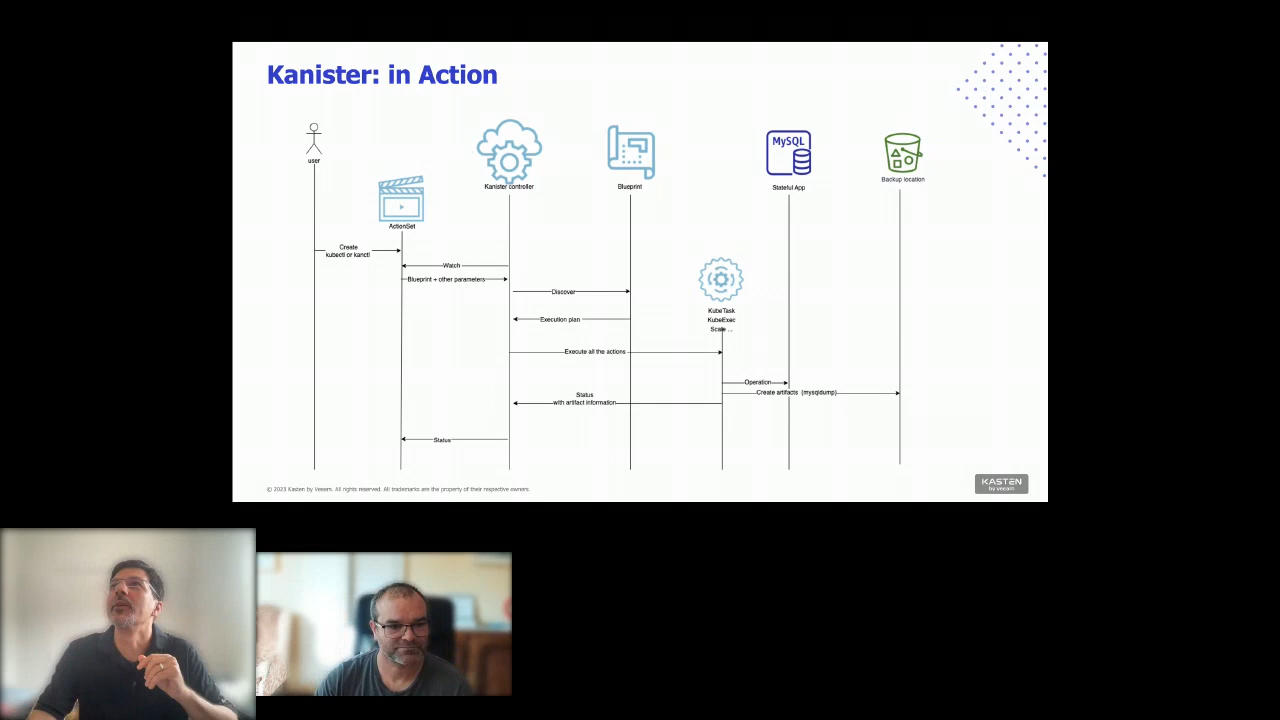 Kanister: in Action
user
MySQL
Kanister controller
Blueprint
Stateful App
Backup location
ActionSet
Create
kubectl or kanctl
Watch
Blueprint + other parameters
Discover
KubeTask
KubeExec
Scale ...
Execution plan
Execute all the actions
Operation
Create artifacts (mysqldump)
Status
with artifact information
Status
© 2023 Kasten by Veeam. All rights reserved. All trademarks are the property of their respective owners.
KASTEN
by veeam